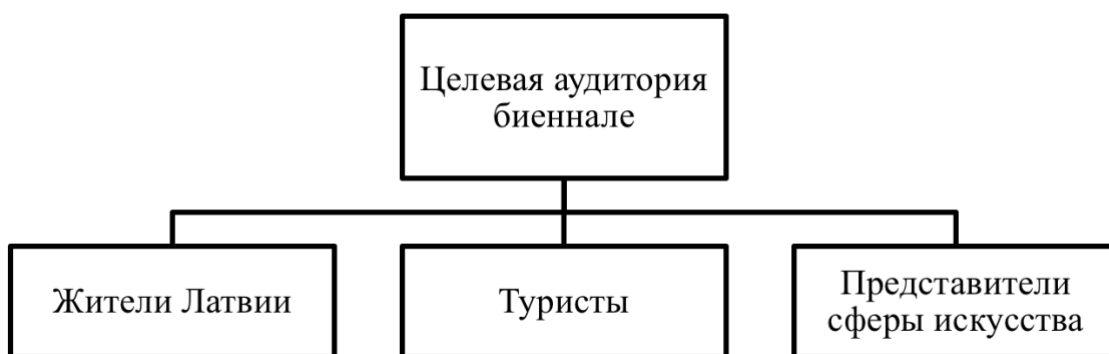 Целевая аудитория
биеннале
Жители Латвии
Туристы
Представители
сферы искусства